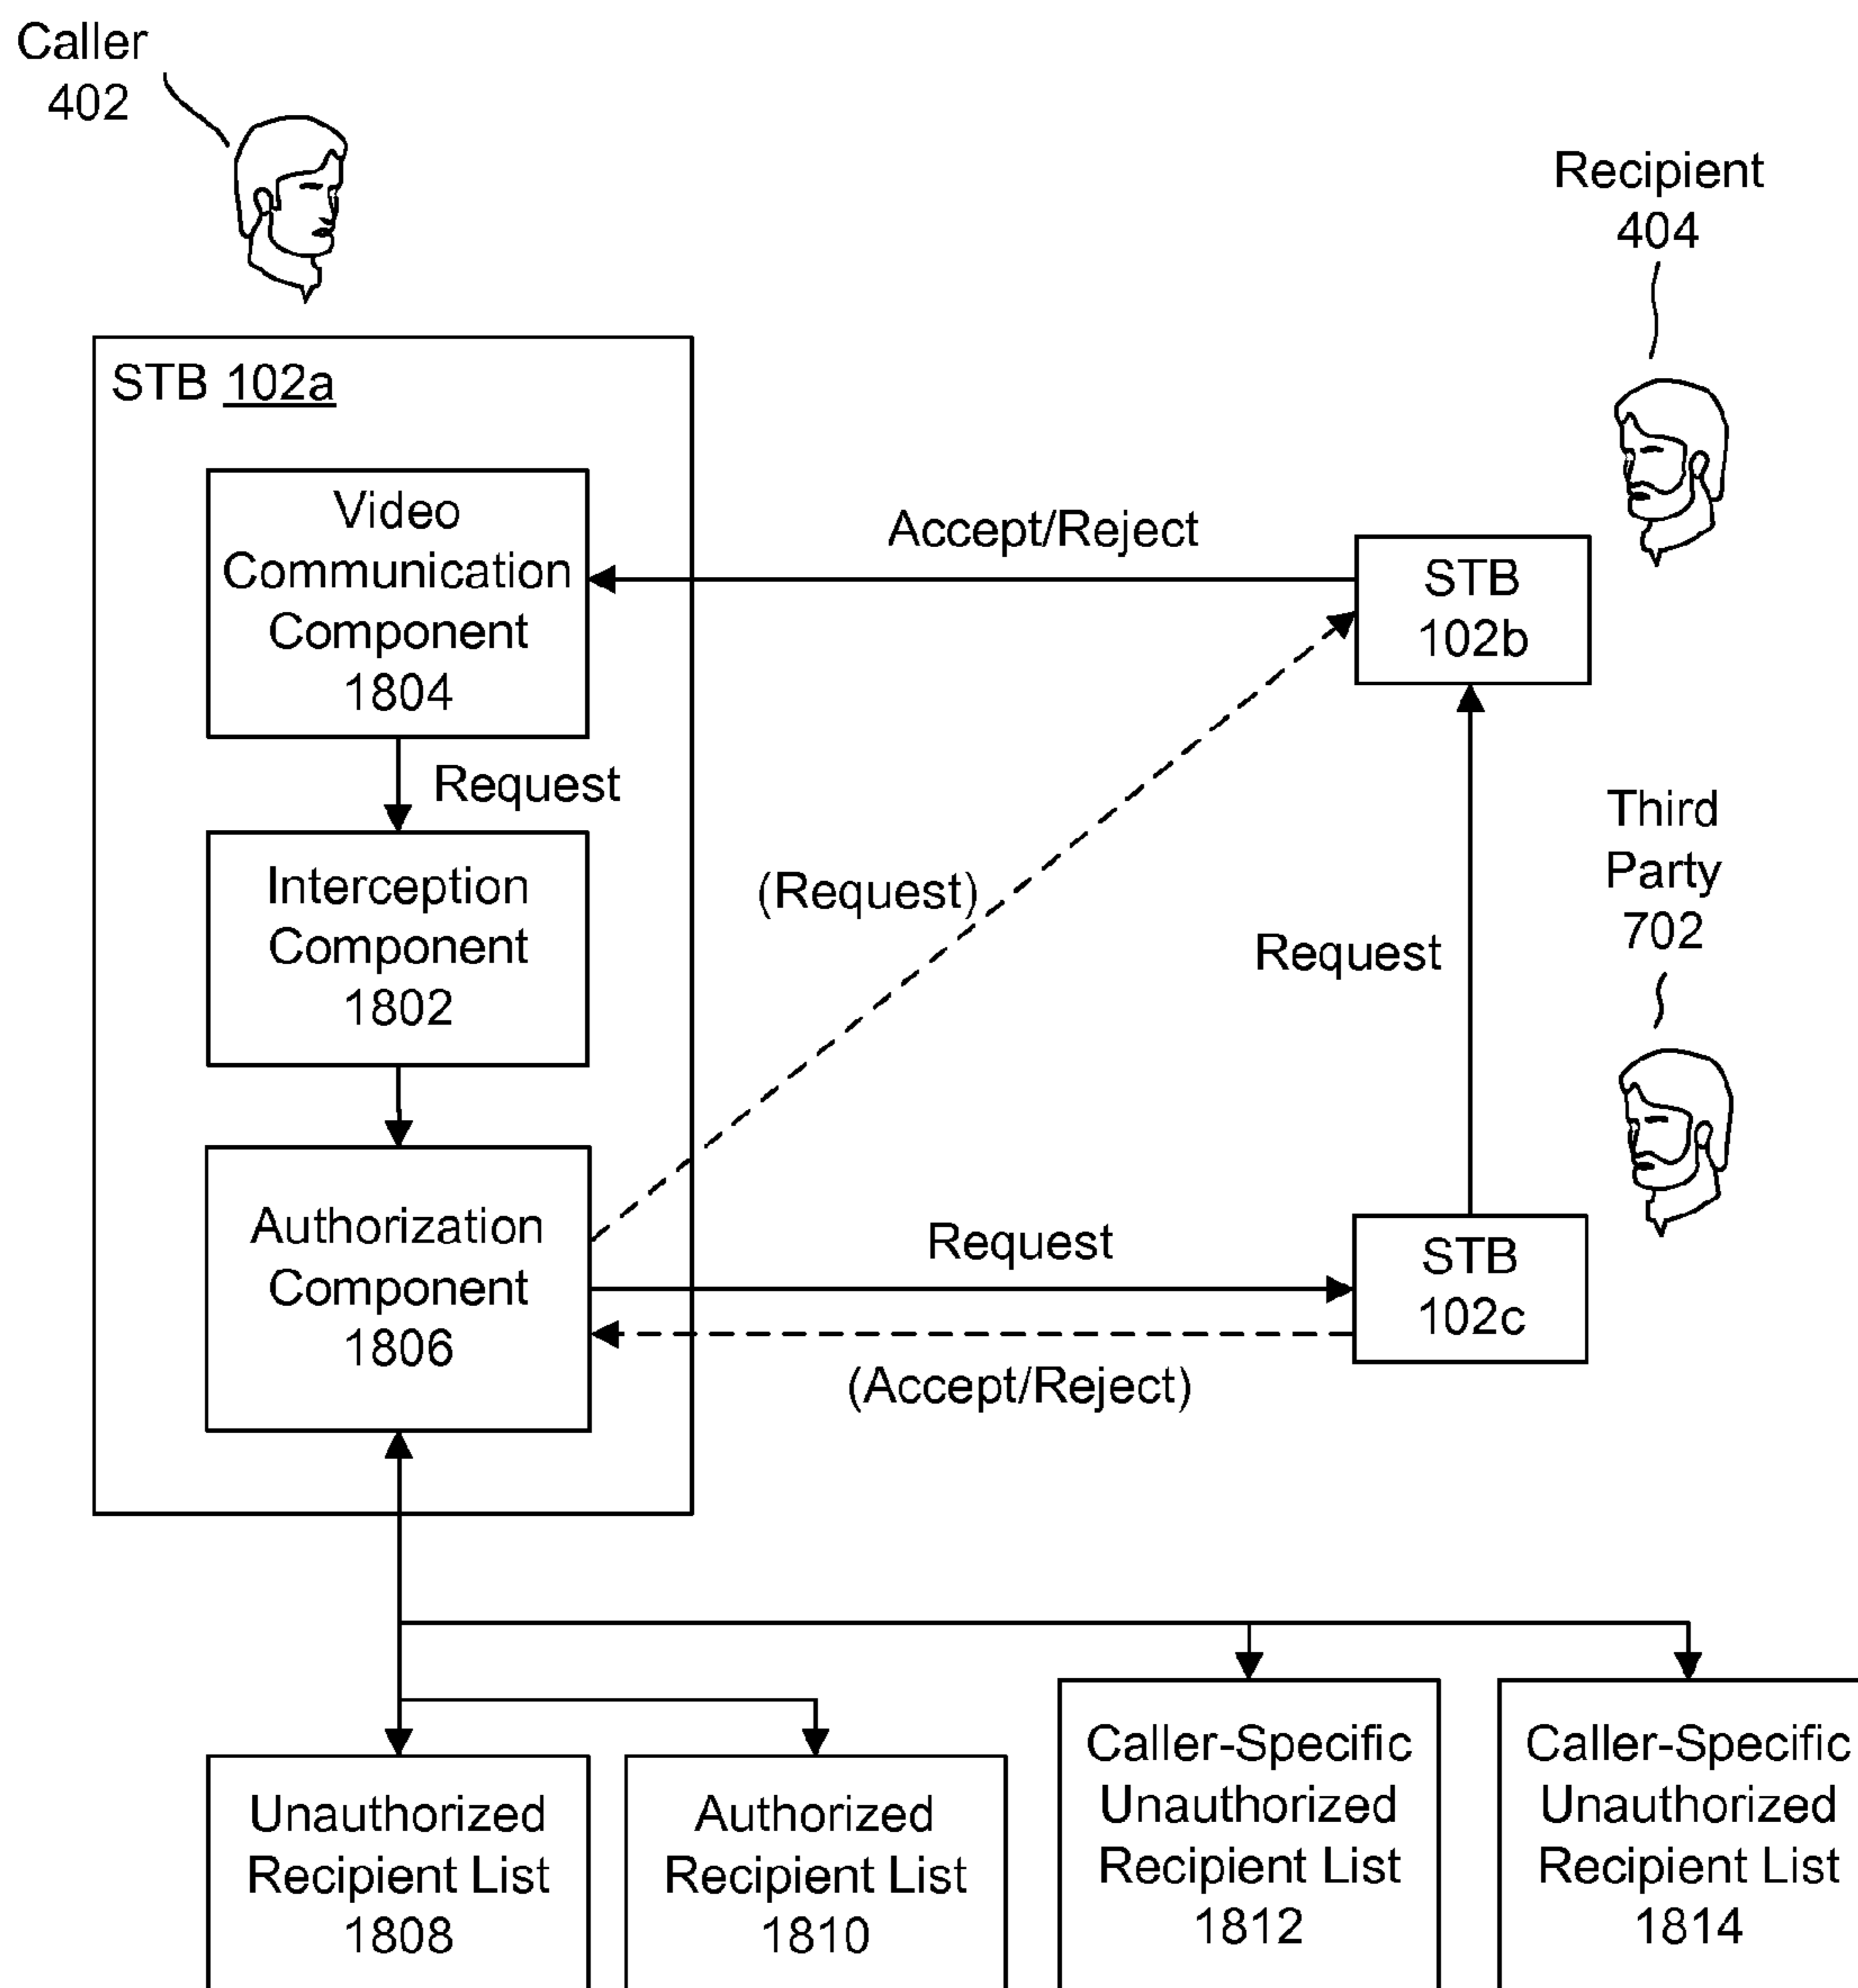 Caller
402
Recipient
404
STB 102a
Video
Communication
Component
1804
Accept/Reject
STB
102b
Request
Interception
Component
1802
(Request)
Request
Third
Party
702
Authorization
Component
1806
Request
STB
102c
(Accept/Reject)
Unauthorized
Recipient List
1808
Authorized
Recipient List
1810
Caller-Specific
Unauthorized
Recipient List
1812
Caller-Specific
Unauthorized
Recipient List
1814